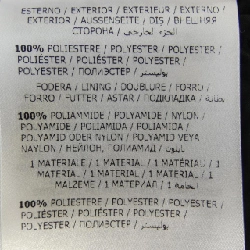 ESTERNO / EXTERIOR / EXTERIEUR / EXTERNO
/ EXTERIOR / AUSSENSEITE / DIŞ / ВНЕШНЯЯ
СТОРОНА / الجزء الخارجي
100% POLIESTERE / POLYESTER / POLYESTER /
POLIÉSTER / POLIÉSTER / POLYESTER /
POLYESTER / ПОЛИЭСТЕР / بوليستر
FODERA / LINING / DOUBLURE / FORRO /
FORRO / FUTTER / ASTAR / ПОДКЛАДКА / بطانة
100% POLIAMMIDE / POLYAMIDE / NYLON /
POLYAMIDE / POLIAMIDA / POLIAMIDA /
POLYAMID ODER NYLON / POLYAMID VEYA
NAYLON / НЕЙЛОН, ПОЛИАМИД / نايلون
1 MATERIALE / 1 MATERIAL / 1 MATÉRIAU / 1
MATERIAL / 1 MATERIAL / 1 MATERIAL / 1
MALZEME / 1 МАТЕРИАЛ / 1 الخامة
100% POLIESTERE / POLYESTER / POLYESTER /
POLIÉSTER / POLIÉSTER / POLYESTER /
POLYESTER / ПОЛИЭСТЕР / بوليستر